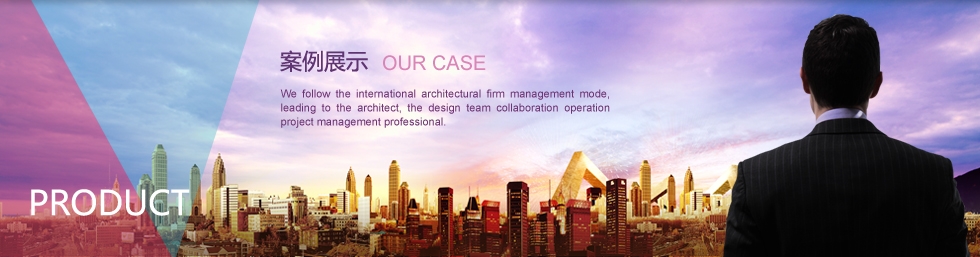 案例展示 OUR CASE
We follow the international architectural firm management mode,
leading to the architect, the design team collaboration operation
project management professional.
PRODUCT